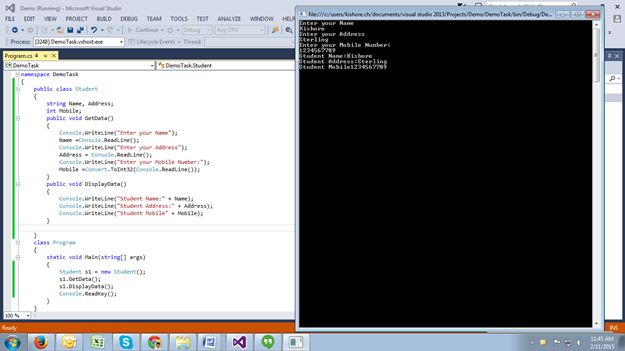 Demo (Running) - Microsoft Visual Studio
FILE EDIT VIEW PROJECT BUILD DEBUG TEAM TOOLS TEST ANALYZE WINDOW
Continue
Debug
Any CPU
Process: [3248] DemoTask.vshost.exe
Lifecycle Events
Thread:
Program.cs
DemoTask
DemoTask.Student
namespace DemoTask
{
public class Student
{
string Name, Address;
int Mobile;
public void GetData()
{
Console.WriteLine("Enter your Name");
Name =Console.ReadLine();
Console.WriteLine("Enter your Address");
Address = Console.ReadLine();
Console.WriteLine("Enter your Mobile Number:");
Mobile =Convert.ToInt32(Console.ReadLine());
}
public void DisplayData()
{
Console.WriteLine("Student Name:" + Name);
Console.WriteLine("Student Address:" + Address);
Console.WriteLine("Student Mobile" + Mobile);
}
}
class Program
{
static void Main(string[] args)
{
Student s1 = new Student();
s1.GetData();
s1.DisplayData();
Console.ReadKey();
}
}
100 %
Ready
INS
file:///c:/users/kishore.ch/documents/visual studio 2013/Projects/Demo/DemoTask/bin/Debug/De...
Enter your Name
Kishore
Enter your Address
Sterling
Enter your Mobile Number:
1234567789
Student Name:Kishore
Student Address:Sterling
Student Mobile1234567789
11:45 AM
2/11/2015